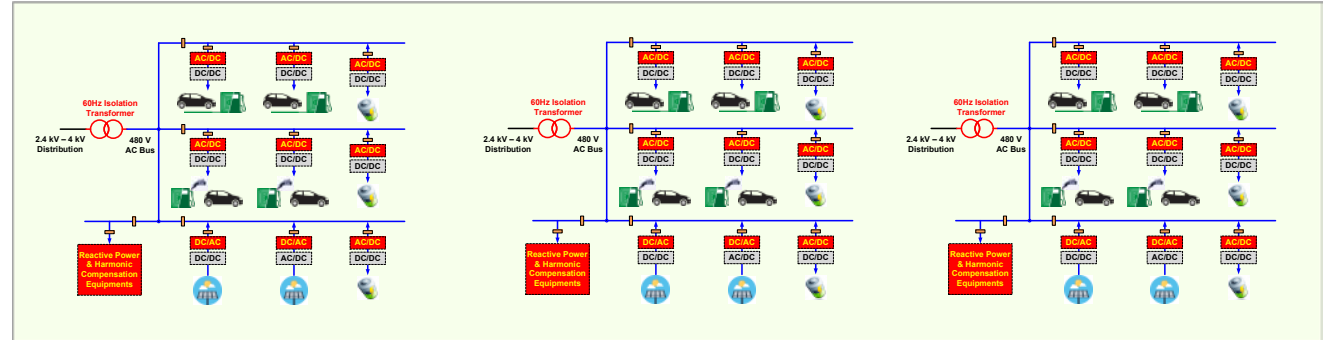 AC/DC AC/DC AC/DC
DC/DC DC/DC DC/DC
60Hz Isolation
Transformer
2.4 kV – 4 kV
Distribution
480 V
AC Bus
AC/DC AC/DC AC/DC
DC/DC DC/DC DC/DC
Reactive Power
& Harmonic
Compensation
Equipments
DC/AC DC/AC AC/DC
DC/DC AC/DC DC/DC
AC/DC AC/DC AC/DC
DC/DC DC/DC DC/DC
60Hz Isolation
Transformer
2.4 kV – 4 kV
Distribution
480 V
AC Bus
AC/DC AC/DC AC/DC
DC/DC DC/DC DC/DC
Reactive Power
& Harmonic
Compensation
Equipments
DC/AC DC/AC AC/DC
DC/DC AC/DC DC/DC
AC/DC AC/DC AC/DC
DC/DC DC/DC DC/DC
60Hz Isolation
Transformer
2.4 kV – 4 kV
Distribution
480 V
AC Bus
AC/DC AC/DC AC/DC
DC/DC DC/DC DC/DC
Reactive Power
& Harmonic
Compensation
Equipments
DC/AC DC/AC AC/DC
DC/DC AC/DC DC/DC